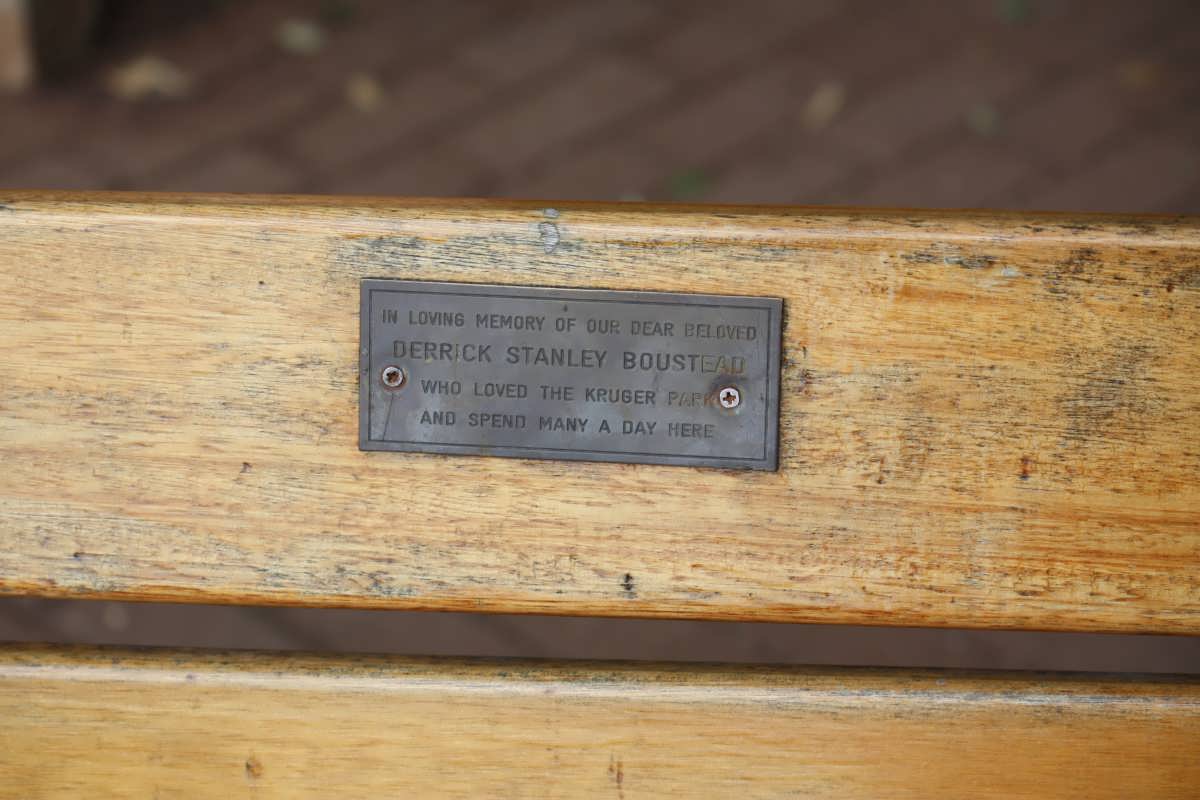 IN LOVING MEMORY OF OUR DEAR BELOVED
DERRICK STANLEY BOUSTEAD
WHO LOVED THE KRUGER PARK
AND SPEND MANY A DAY HERE